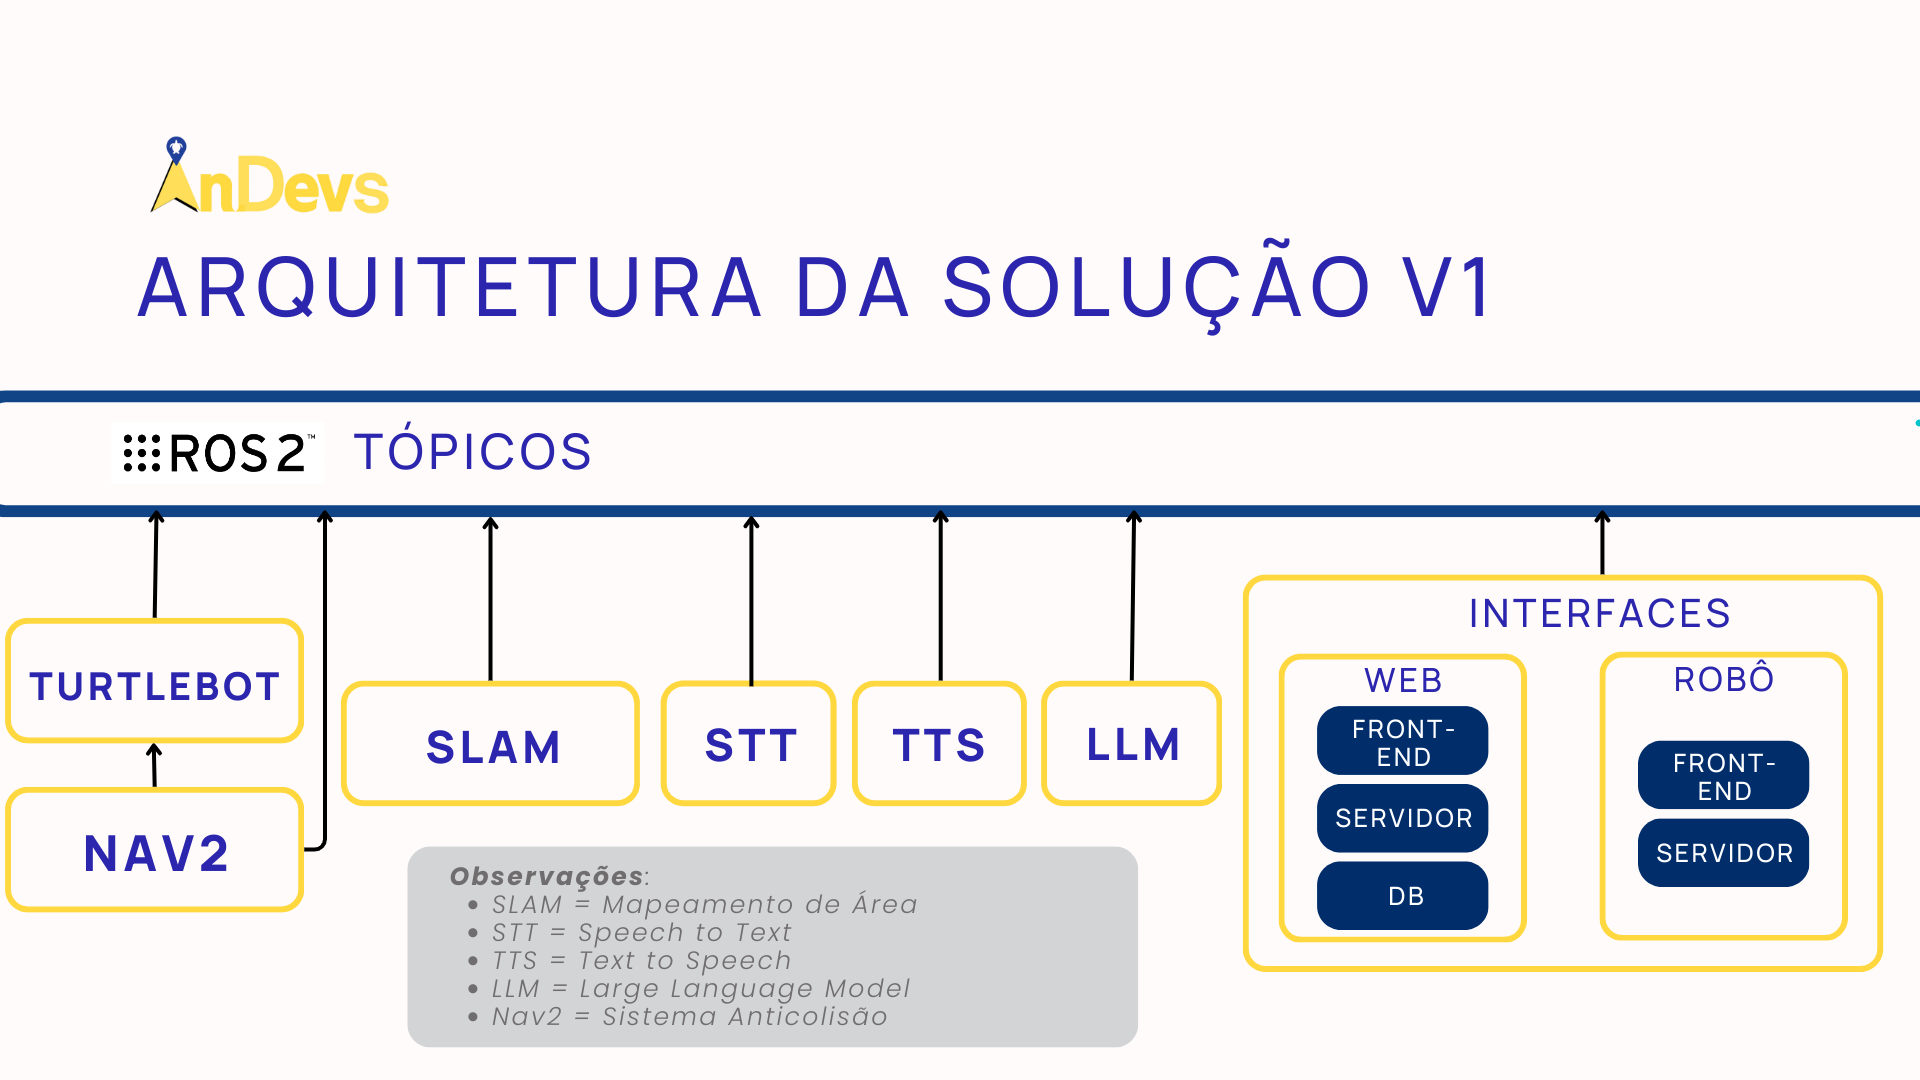 AnDevs
ARQUITETURA DA SOLUÇÃO V1
ROS 2™ TÓPICOS
TURTLEBOT
NAV2
SLAM
STT
TTS
LLM
INTERFACES
WEB
FRONT-
END
SERVIDOR
DB
ROBÔ
FRONT-
END
SERVIDOR
Observações:
• SLAM = Mapeamento de Área
• STT = Speech to Text
• TTS = Text to Speech
• LLM = Large Language Model
• Nav2 = Sistema Anticolisão